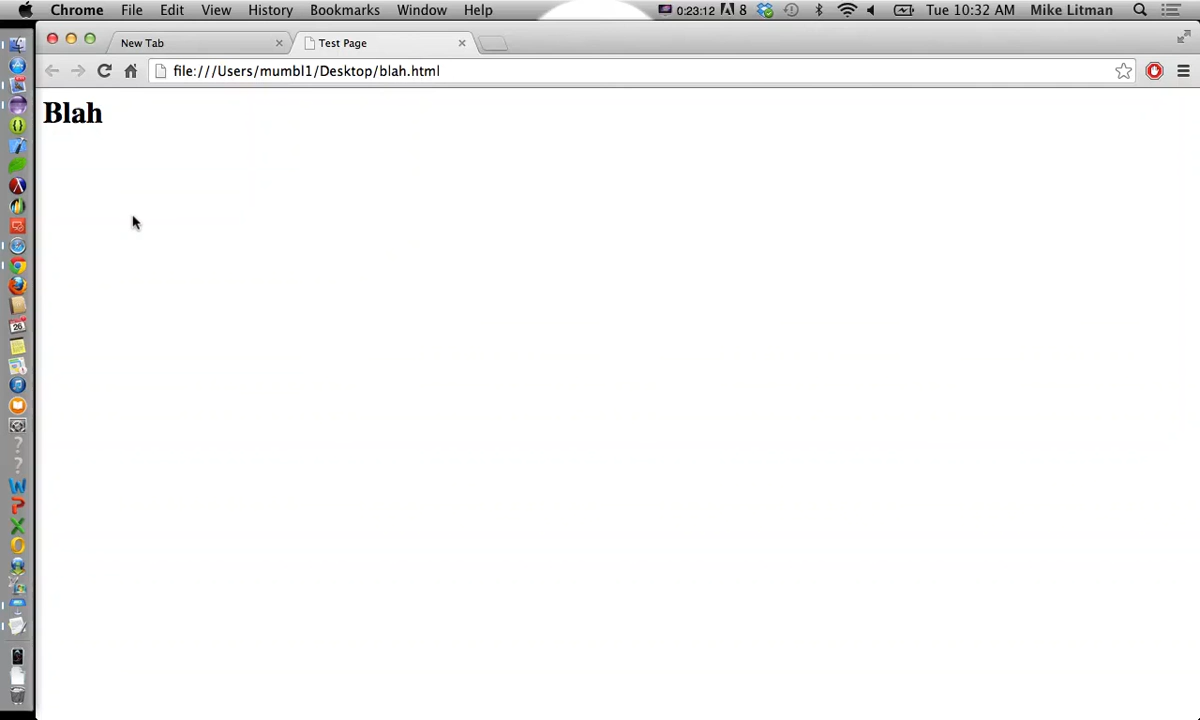 Chrome File Edit View History Bookmarks Window Help 0:23:12 8 Tue 10:32 AM Mike Litman
New Tab Test Page
file:///Users/mumbl1/Desktop/blah.html
Blah
26
? 
?
W
P
X
O